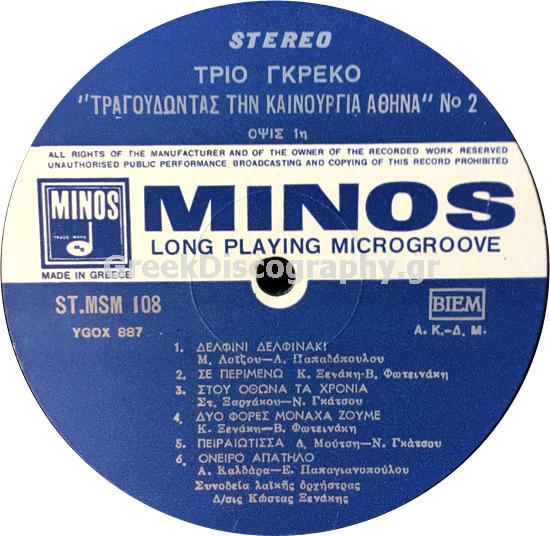 STEREO
ΤΡΙΟ ΓΚΡΕΚΟ
"ΤΡΑΓΟΥΔΩΝΤΑΣ ΤΗΝ ΚΑΙΝΟΥΡΓΙΑ ΑΘΗΝΑ" Νο 2
ΟΨΙΣ 1η
ALL RIGHTS OF THE MANUFACTURER AND OF THE OWNER OF THE RECORDED WORK RESERVED
UNAUTHORISED PUBLIC PERFORMANCE BROADCASTING AND COPYING OF THIS RECORD PROHIBITED
MINOS
TRADE MARK
MADE IN GREECE
MINOS
LONG PLAYING MICROGROOVE
GreekDiscography.gr
ST.MSM 108
YGOX 887
BIEM
Α. Κ.-Δ. Μ.
1. ΔΕΛΦΙΝΙ ΔΕΛΦΙΝΑΚΙ
Μ. Λοΐζου-Λ. Παπαδόπουλου
2. ΣΕ ΠΕΡΙΜΕΝΩ Κ. Ξενάκη-Β. Φωτεινάκη
3. ΣΤΟΥ ΟΘΩΝΑ ΤΑ ΧΡΟΝΙΑ
Στ. Ξαρχάκου-Ν. Γκάτσου
4. ΔΥΟ ΦΟΡΕΣ ΜΟΝΑΧΑ ΖΟΥΜΕ
Κ. Ξενάκη-Β. Φωτεινάκη
5. ΠΕΙΡΑΙΩΤΙΣΣΑ Δ. Μούτση-Ν. Γκάτσου
6. ΟΝΕΙΡΟ ΑΠΑΤΗΛΟ
Α. Καλδάρα-Ε. Παπαγιανοπούλου
Συνοδεία λαϊκῆς ὀρχήστρας
Δ/σις Κώστας Ξενάκης